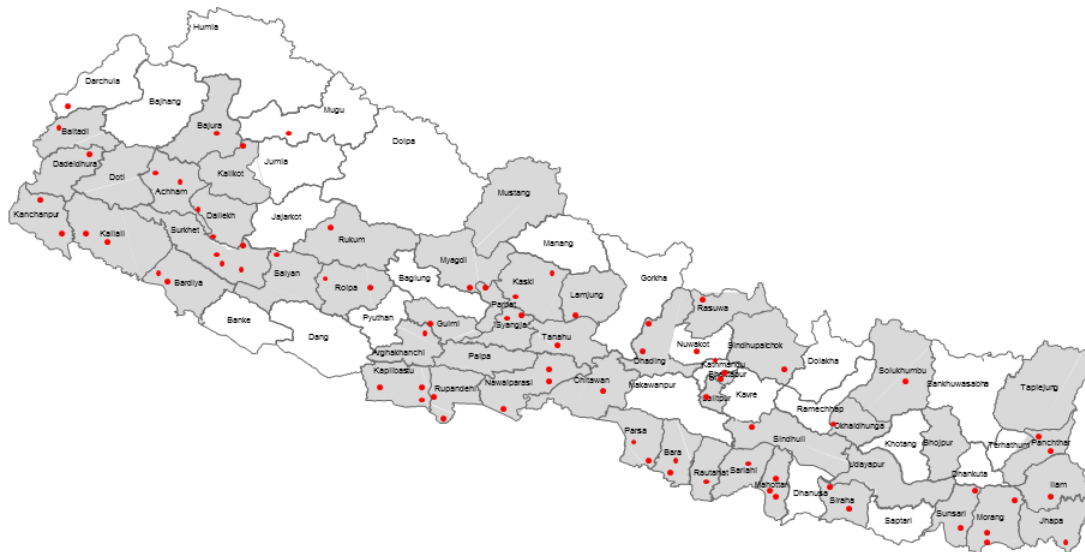 Humla
Darchula
Bajhang
Mugu
Bajura
Baitadi
Dolpa
Dadeldhura
Jumla
Doti
Kalikot
Achham
Mustang
Kanchanpur
Dailekh
Jajarkot
Surkhet
Kailali
Rukum
Manang
Myagdi
Salyan
Bardiya
Baglung
Kaski
Gorkha
Rolpa
Lamjung
Parbat
Rasuwa
Banke
Pyuthan
Gulmi
Syangja
Dang
Tanahu
Nuwakot
Sindhupalchok
Arghakhanchi
Palpa
Dhading
Dolakha
Kathmandu
Solukhumbu
Kapilbastu
Rupandehi
Nawalparasi
Chitawan
Makawanpur
Lalitpur
Kavre
Sankhuwasabha
Taplejung
Ramechhap
Okhaldhunga
Parsa
Sindhuli
Khotang
Bhojpur
Terhathum
Panchthar
Bara
Rautahat
Sarlahi
Udayapur
Dhankuta
Mahottari
Dhanusa
Siraha
Ilam
Saptari
Sunsari
Morang
Jhapa